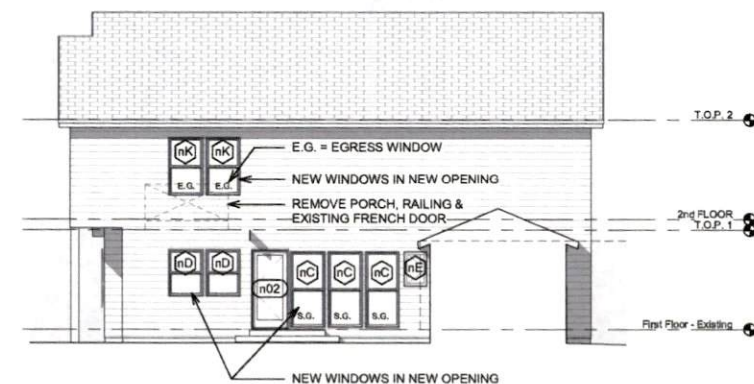 T.O.P. 2
nK nK
E.G. = EGRESS WINDOW
E.G. E.G.
NEW WINDOWS IN NEW OPENING
REMOVE PORCH, RAILING &
EXISTING FRENCH DOOR
2nd FLOOR
T.O.P. 1
nD nD
nC nC nC
nE
n02
S.G. S.G. S.G.
First Floor - Existing
NEW WINDOWS IN NEW OPENING